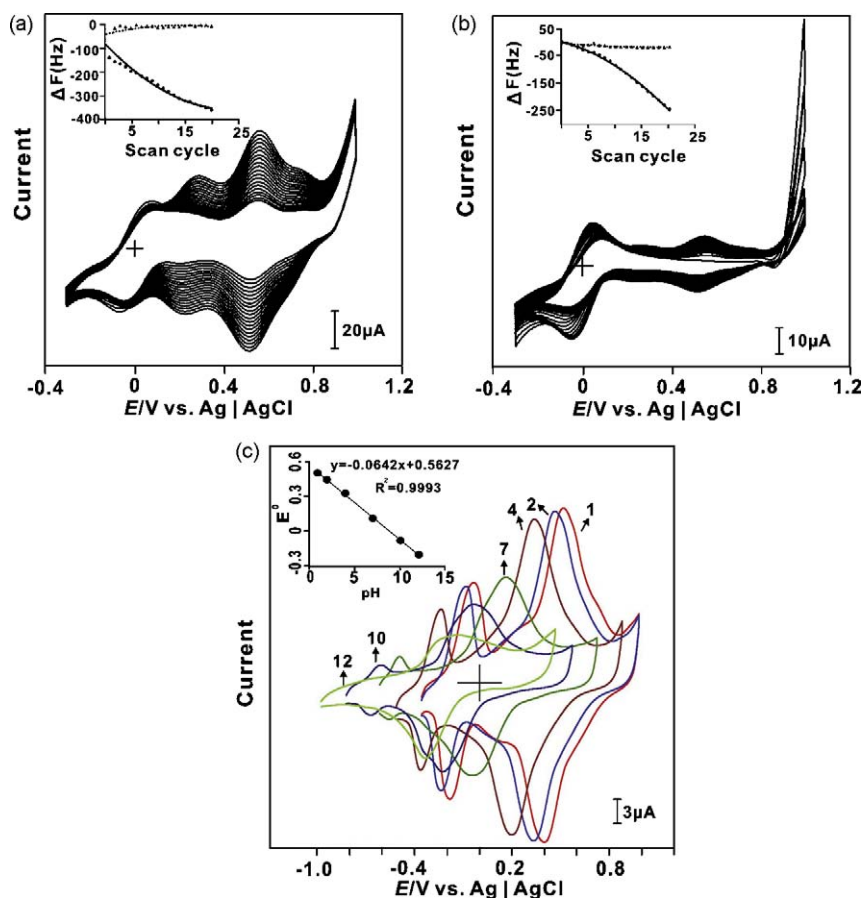 (a)
0
-100
-200
-300
-400
ΔF(Hz)
0 5 10 15 20 25
Scan cycle
Current
20μA
-0.4 0 0.4 0.8 1.2
E/V vs. Ag | AgCl
(b)
50
-50
-150
-250
ΔF(Hz)
5 15 25
Scan cycle
Current
10μA
-0.4 0 0.4 0.8 1.2
E/V vs. Ag | AgCl
(c)
0.6
0.3
0
-0.3
E⁰
y=-0.0642x+0.5627
R²=0.9993
0 5 10 15
pH
4 2 1
7
10
12
Current
3μA
-1.0 -0.4 0.2 0.8
E/V vs. Ag | AgCl